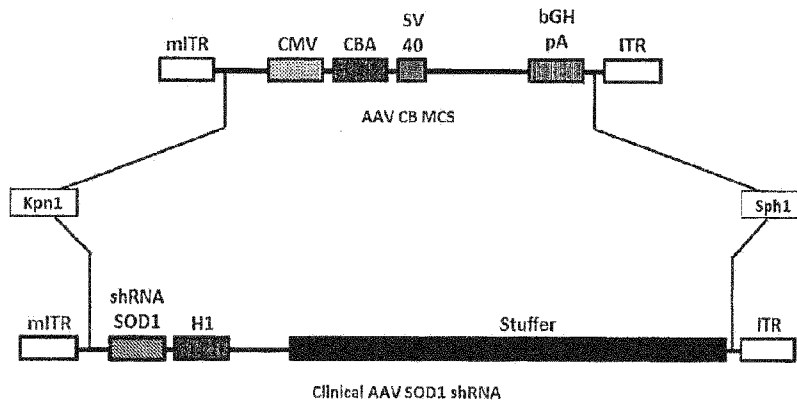 SV bGH
mITR CMV CBA 40 pA ITR
AAV CB MCS
Kpn1 Sph1
shRNA
mITR SOD1 H1 Stuffer ITR
Clinical AAV SOD1 shRNA